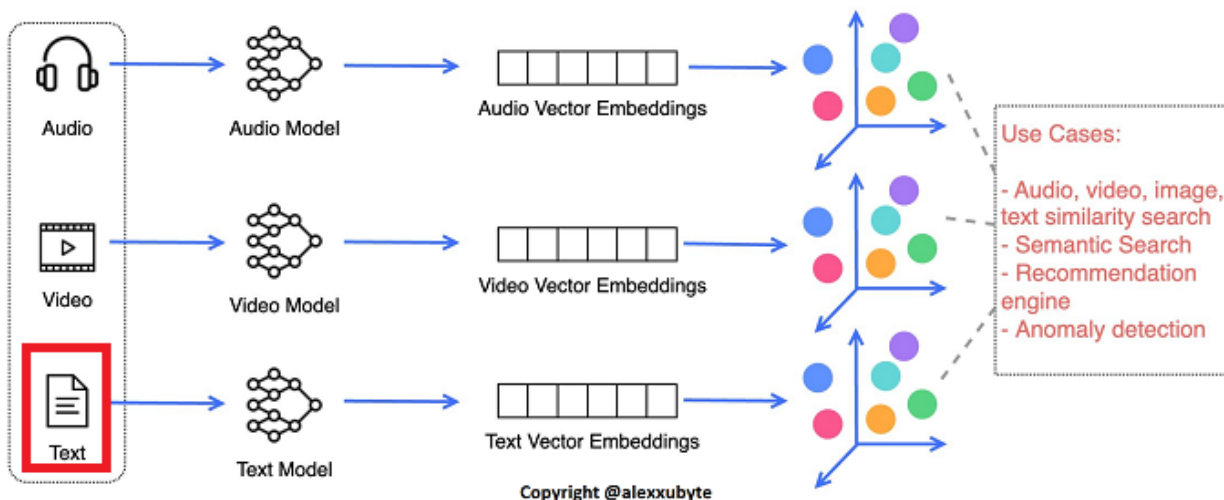 Audio
Audio Model
Audio Vector Embeddings
Video
Video Model
Video Vector Embeddings
Text
Text Model
Text Vector Embeddings
Use Cases:
- Audio, video, image,
text similarity search
- Semantic Search
- Recommendation
engine
- Anomaly detection
Copyright @alexxubyte